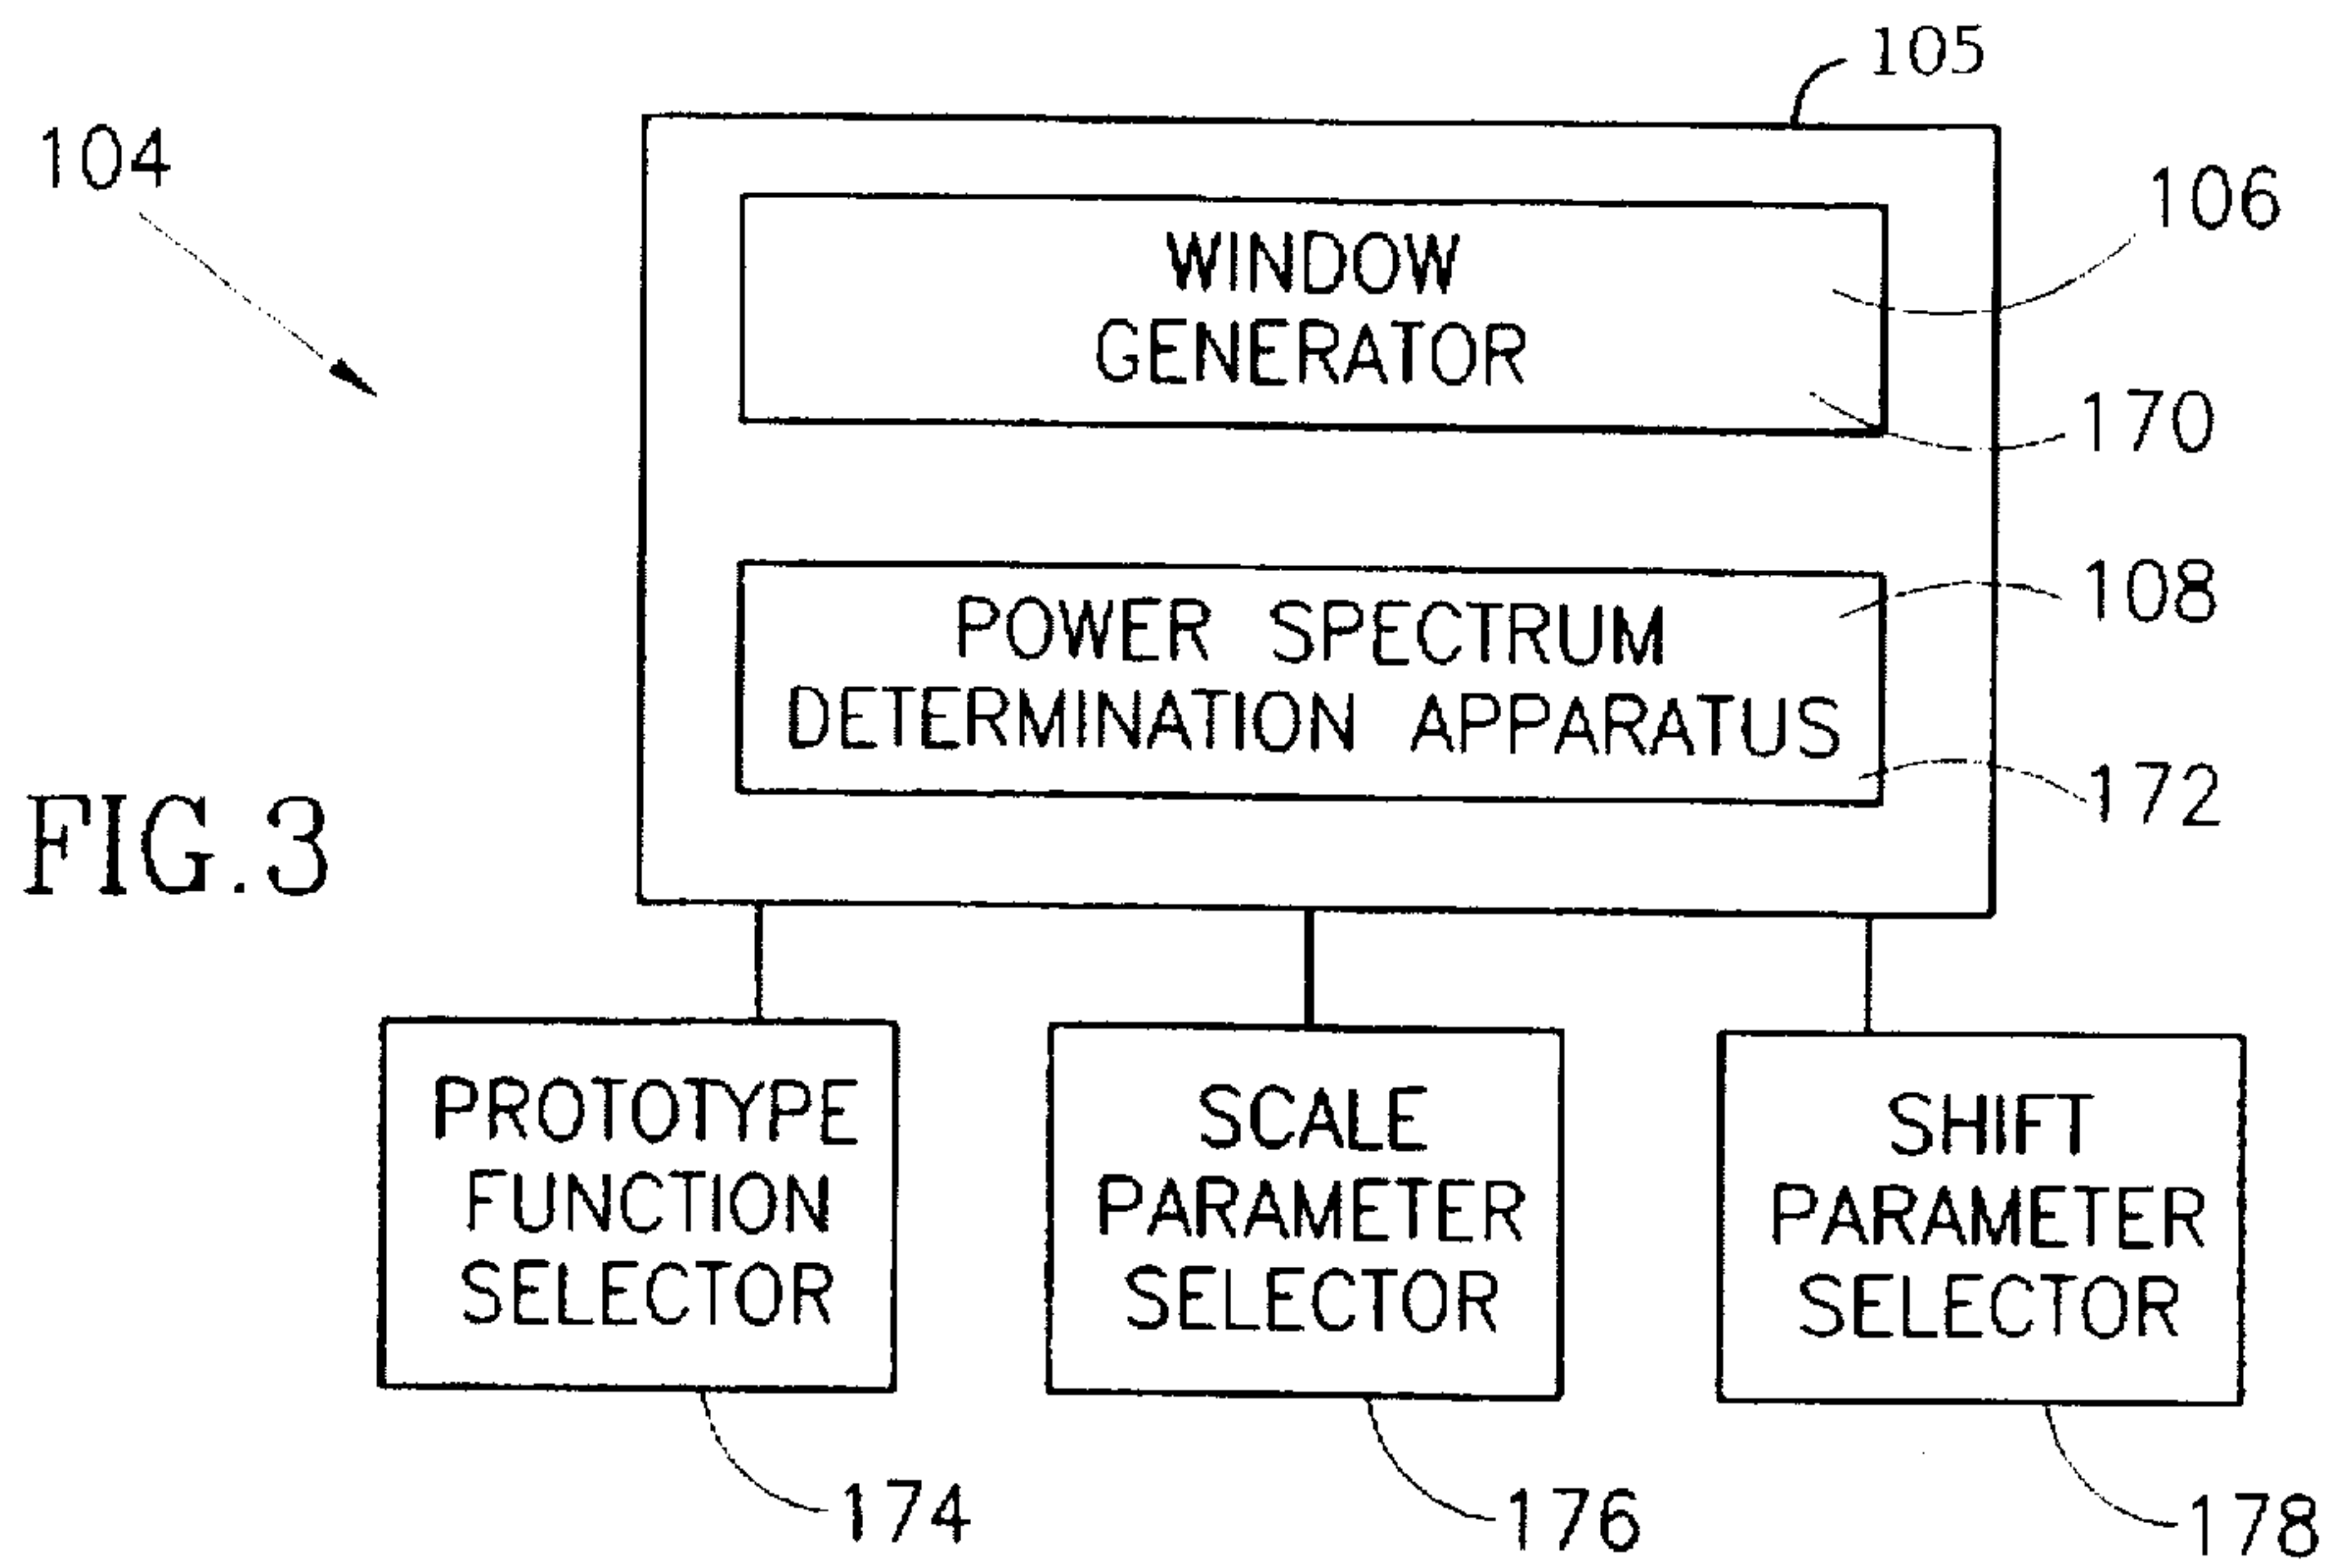 105
104
106
WINDOW
GENERATOR
170
108
POWER SPECTRUM
DETERMINATION APPARATUS
172
FIG.3
PROTOTYPE
FUNCTION
SELECTOR
SCALE
PARAMETER
SELECTOR
SHIFT
PARAMETER
SELECTOR
174
176
178